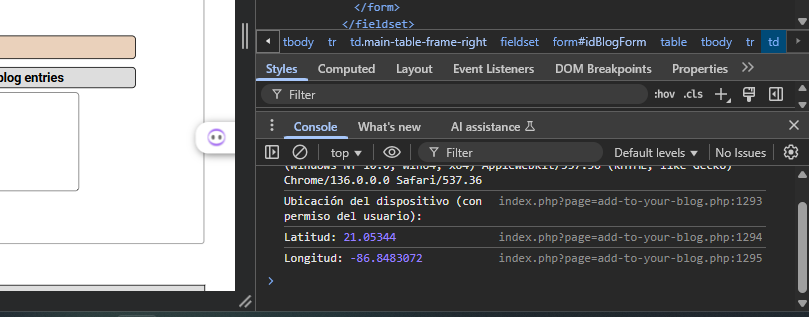 </form>
</fieldset>
tbody tr td.main-table-frame-right fieldset form#idBlogForm table tbody tr td
blog entries
Styles Computed Layout Event Listeners DOM Breakpoints Properties
Filter :hov .cls
Console What's new AI assistance
top Filter Default levels No Issues
(Windows NT 10.0; Win64; x64) AppleWebKit/537.36 (KHTML, like Gecko)
Chrome/136.0.0.0 Safari/537.36
Ubicación del dispositivo (con index.php?page=add-to-your-blog.php:1293
permiso del usuario):
Latitud: 21.05344 index.php?page=add-to-your-blog.php:1294
Longitud: -86.8483072 index.php?page=add-to-your-blog.php:1295